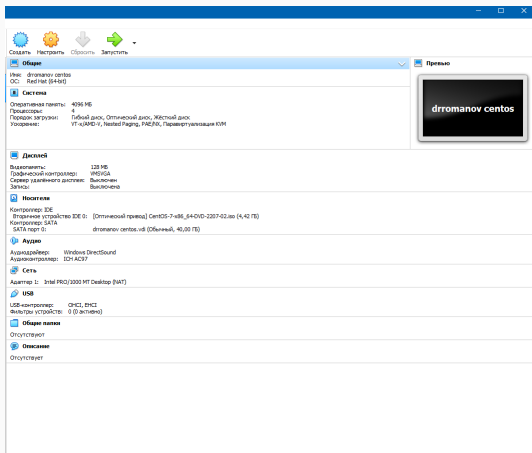 Создать Настроить Сбросить Запустить
Общие
Имя: drromanov centos
ОС: Red Hat (64-bit)
Превью
drromanov centos
Система
Оперативная память: 4096 МБ
Процессоры: 4
Порядок загрузки: Гибкий диск, Оптический диск, Жёсткий диск
Ускорение: VT-x/AMD-V, Nested Paging, PAE/NX, Паравиртуализация KVM
Дисплей
Видеопамять: 128 МБ
Графический контроллер: VMSVGA
Сервер удалённого дисплея: Выключен
Запись: Выключена
Носители
Контроллер: IDE
Вторичное устройство IDE 0: [Оптический привод] CentOS-7-x86_64-DVD-2207-02.iso (4,42 ГБ)
Контроллер: SATA
SATA порт 0: drromanov centos.vdi (Обычный, 40,00 ГБ)
Аудио
Аудиодрайвер: Windows DirectSound
Аудиоконтроллер: ICH AC97
Сеть
Адаптер 1: Intel PRO/1000 MT Desktop (NAT)
USB
USB-контроллер: OHCI, EHCI
Фильтры устройств: 0 (0 активно)
Общие папки
Отсутствуют
Описание
Отсутствует